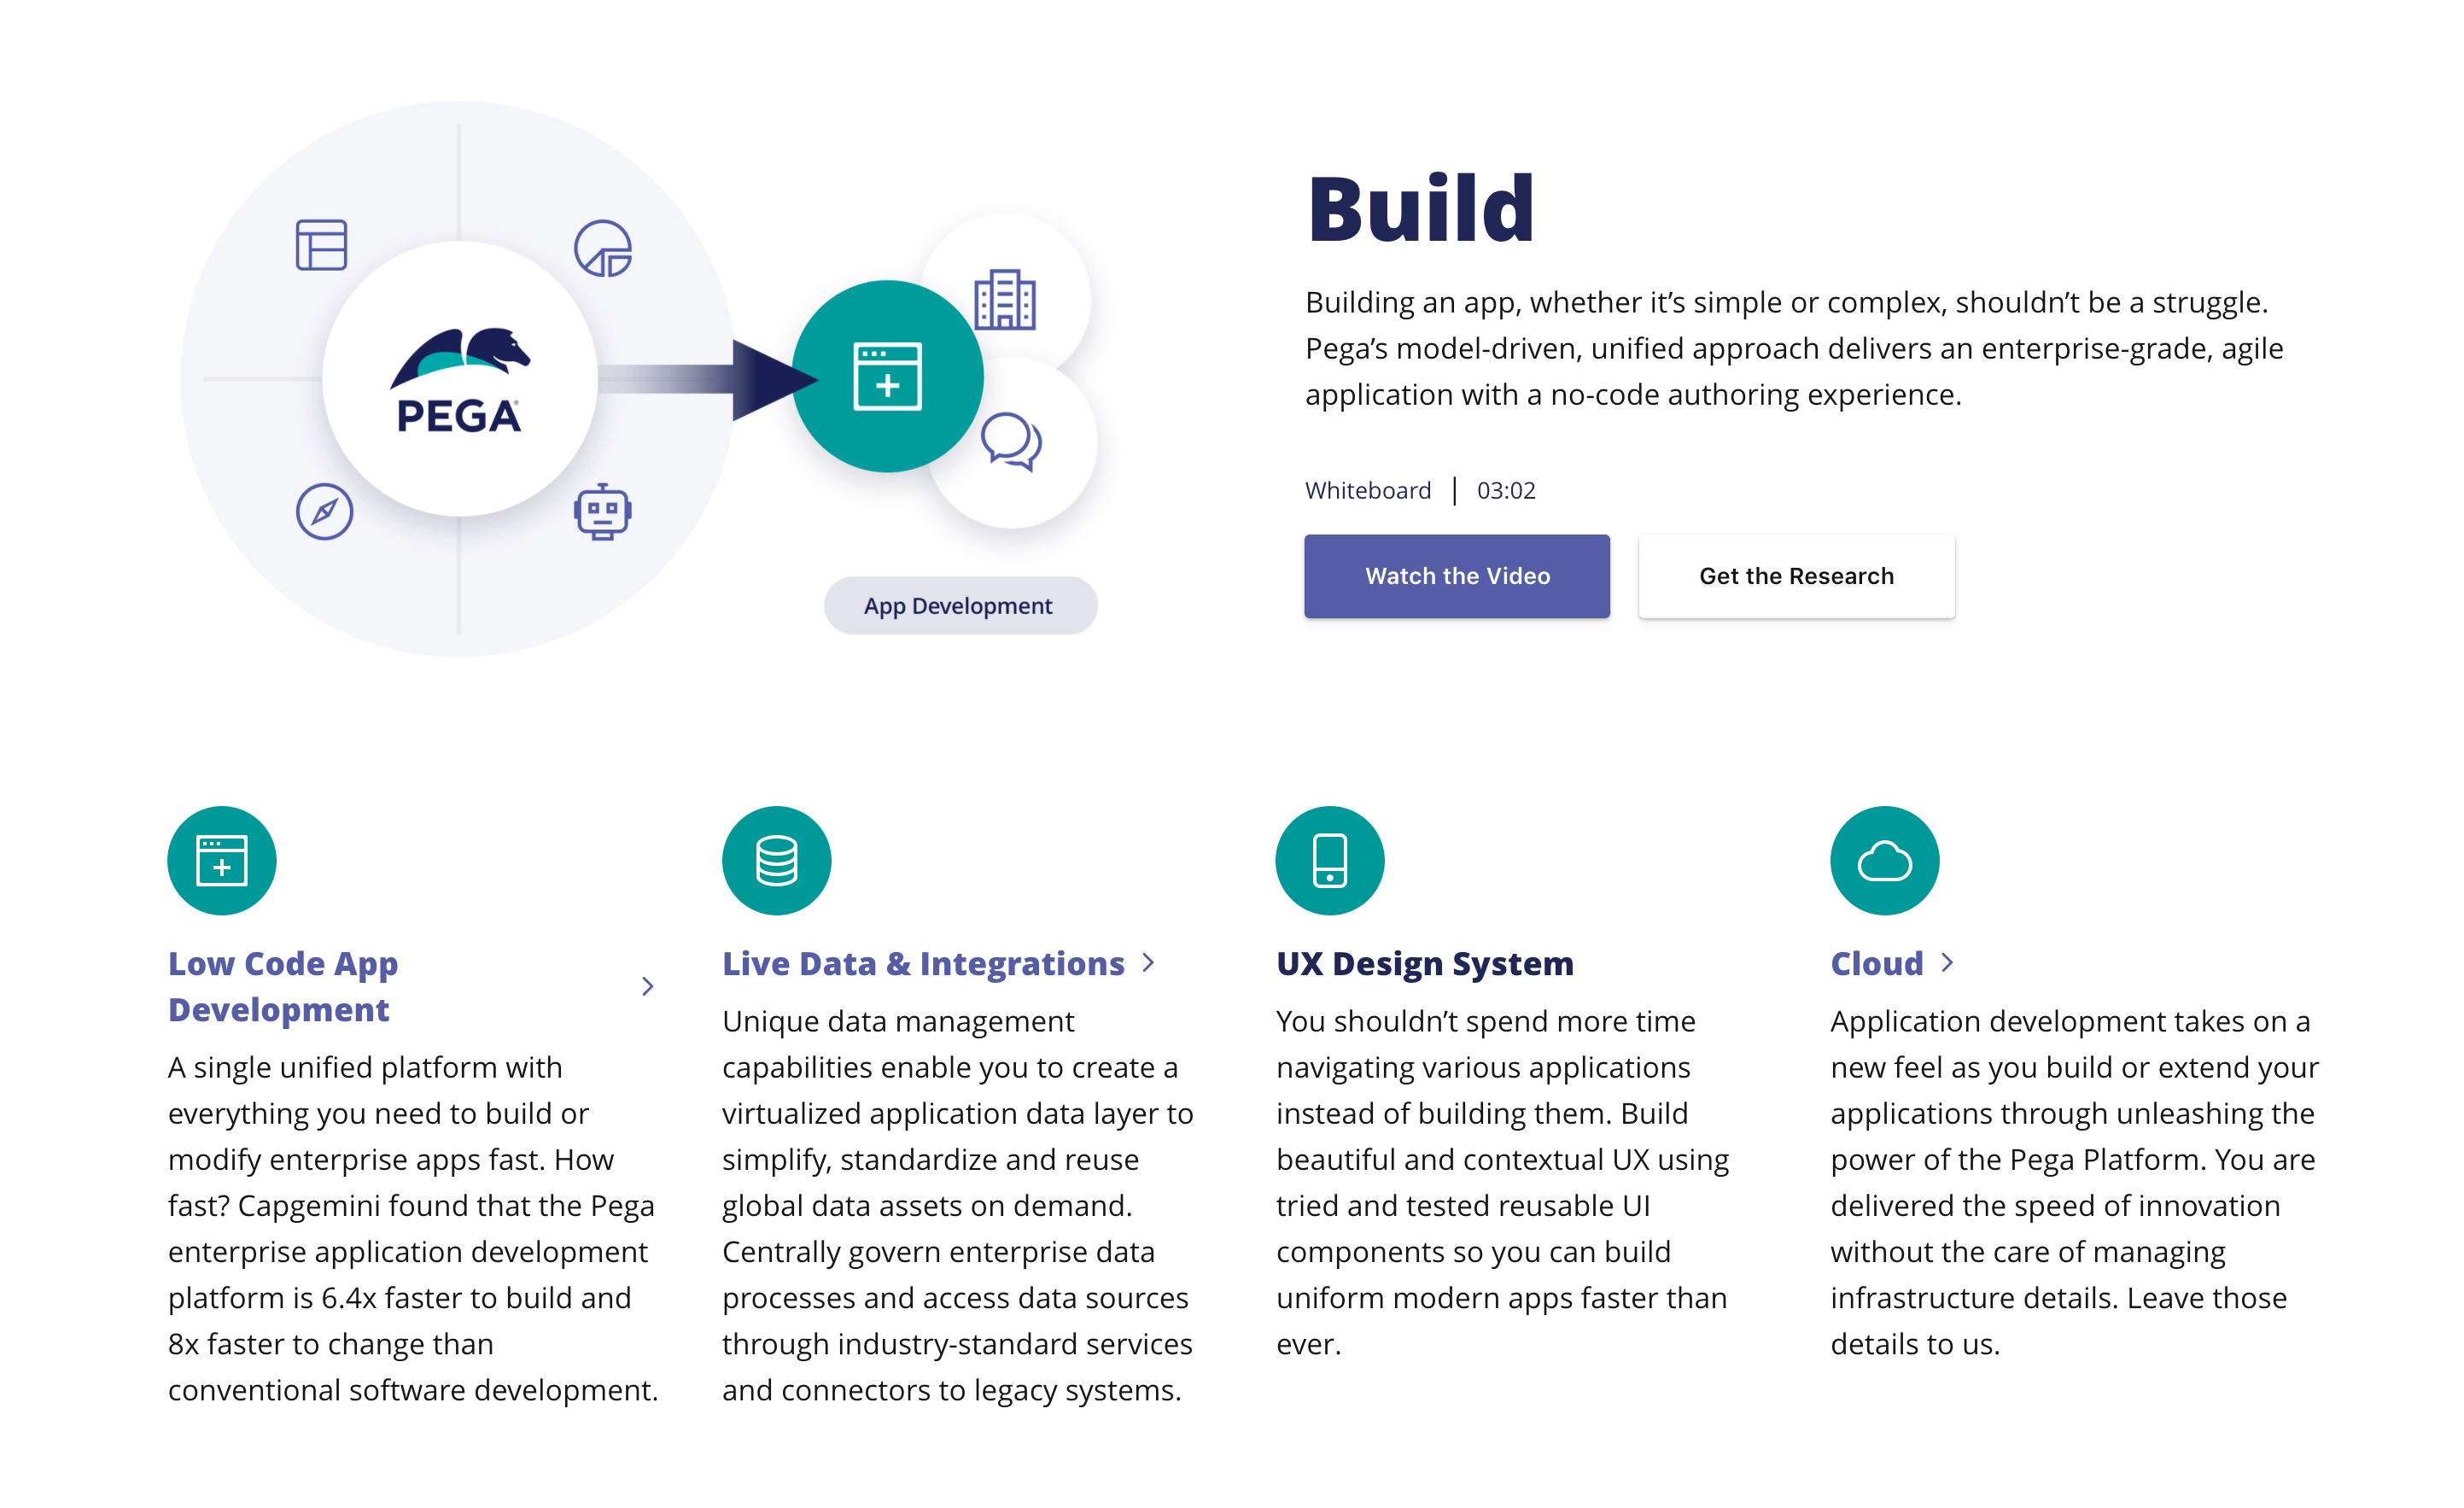 PEGA
App Development
Build
Building an app, whether it’s simple or complex, shouldn’t be a struggle.
Pega’s model-driven, unified approach delivers an enterprise-grade, agile
application with a no-code authoring experience.
Whiteboard | 03:02
Watch the Video
Get the Research
Low Code App
Development
A single unified platform with
everything you need to build or
modify enterprise apps fast. How
fast? Capgemini found that the Pega
enterprise application development
platform is 6.4x faster to build and
8x faster to change than
conventional software development.
Live Data & Integrations
Unique data management
capabilities enable you to create a
virtualized application data layer to
simplify, standardize and reuse
global data assets on demand.
Centrally govern enterprise data
processes and access data sources
through industry-standard services
and connectors to legacy systems.
UX Design System
You shouldn’t spend more time
navigating various applications
instead of building them. Build
beautiful and contextual UX using
tried and tested reusable UI
components so you can build
uniform modern apps faster than
ever.
Cloud
Application development takes on a
new feel as you build or extend your
applications through unleashing the
power of the Pega Platform. You are
delivered the speed of innovation
without the care of managing
infrastructure details. Leave those
details to us.